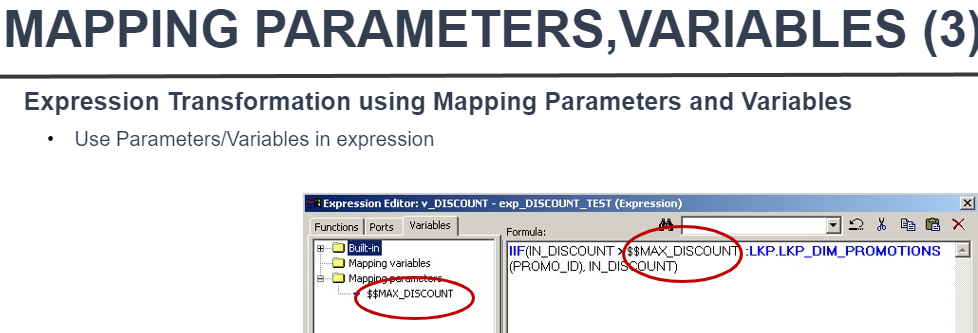 MAPPING PARAMETERS,VARIABLES (3)
Expression Transformation using Mapping Parameters and Variables
• Use Parameters/Variables in expression
Expression Editor: v_DISCOUNT - exp_DISCOUNT_TEST (Expression)
Functions Ports Variables
Built-in
Mapping variables
Mapping parameters
$$MAX_DISCOUNT
Formula:
IIF(IN_DISCOUNT > $$MAX_DISCOUNT, :LKP.LKP_DIM_PROMOTIONS
(PROMO_ID), IN_DISCOUNT)